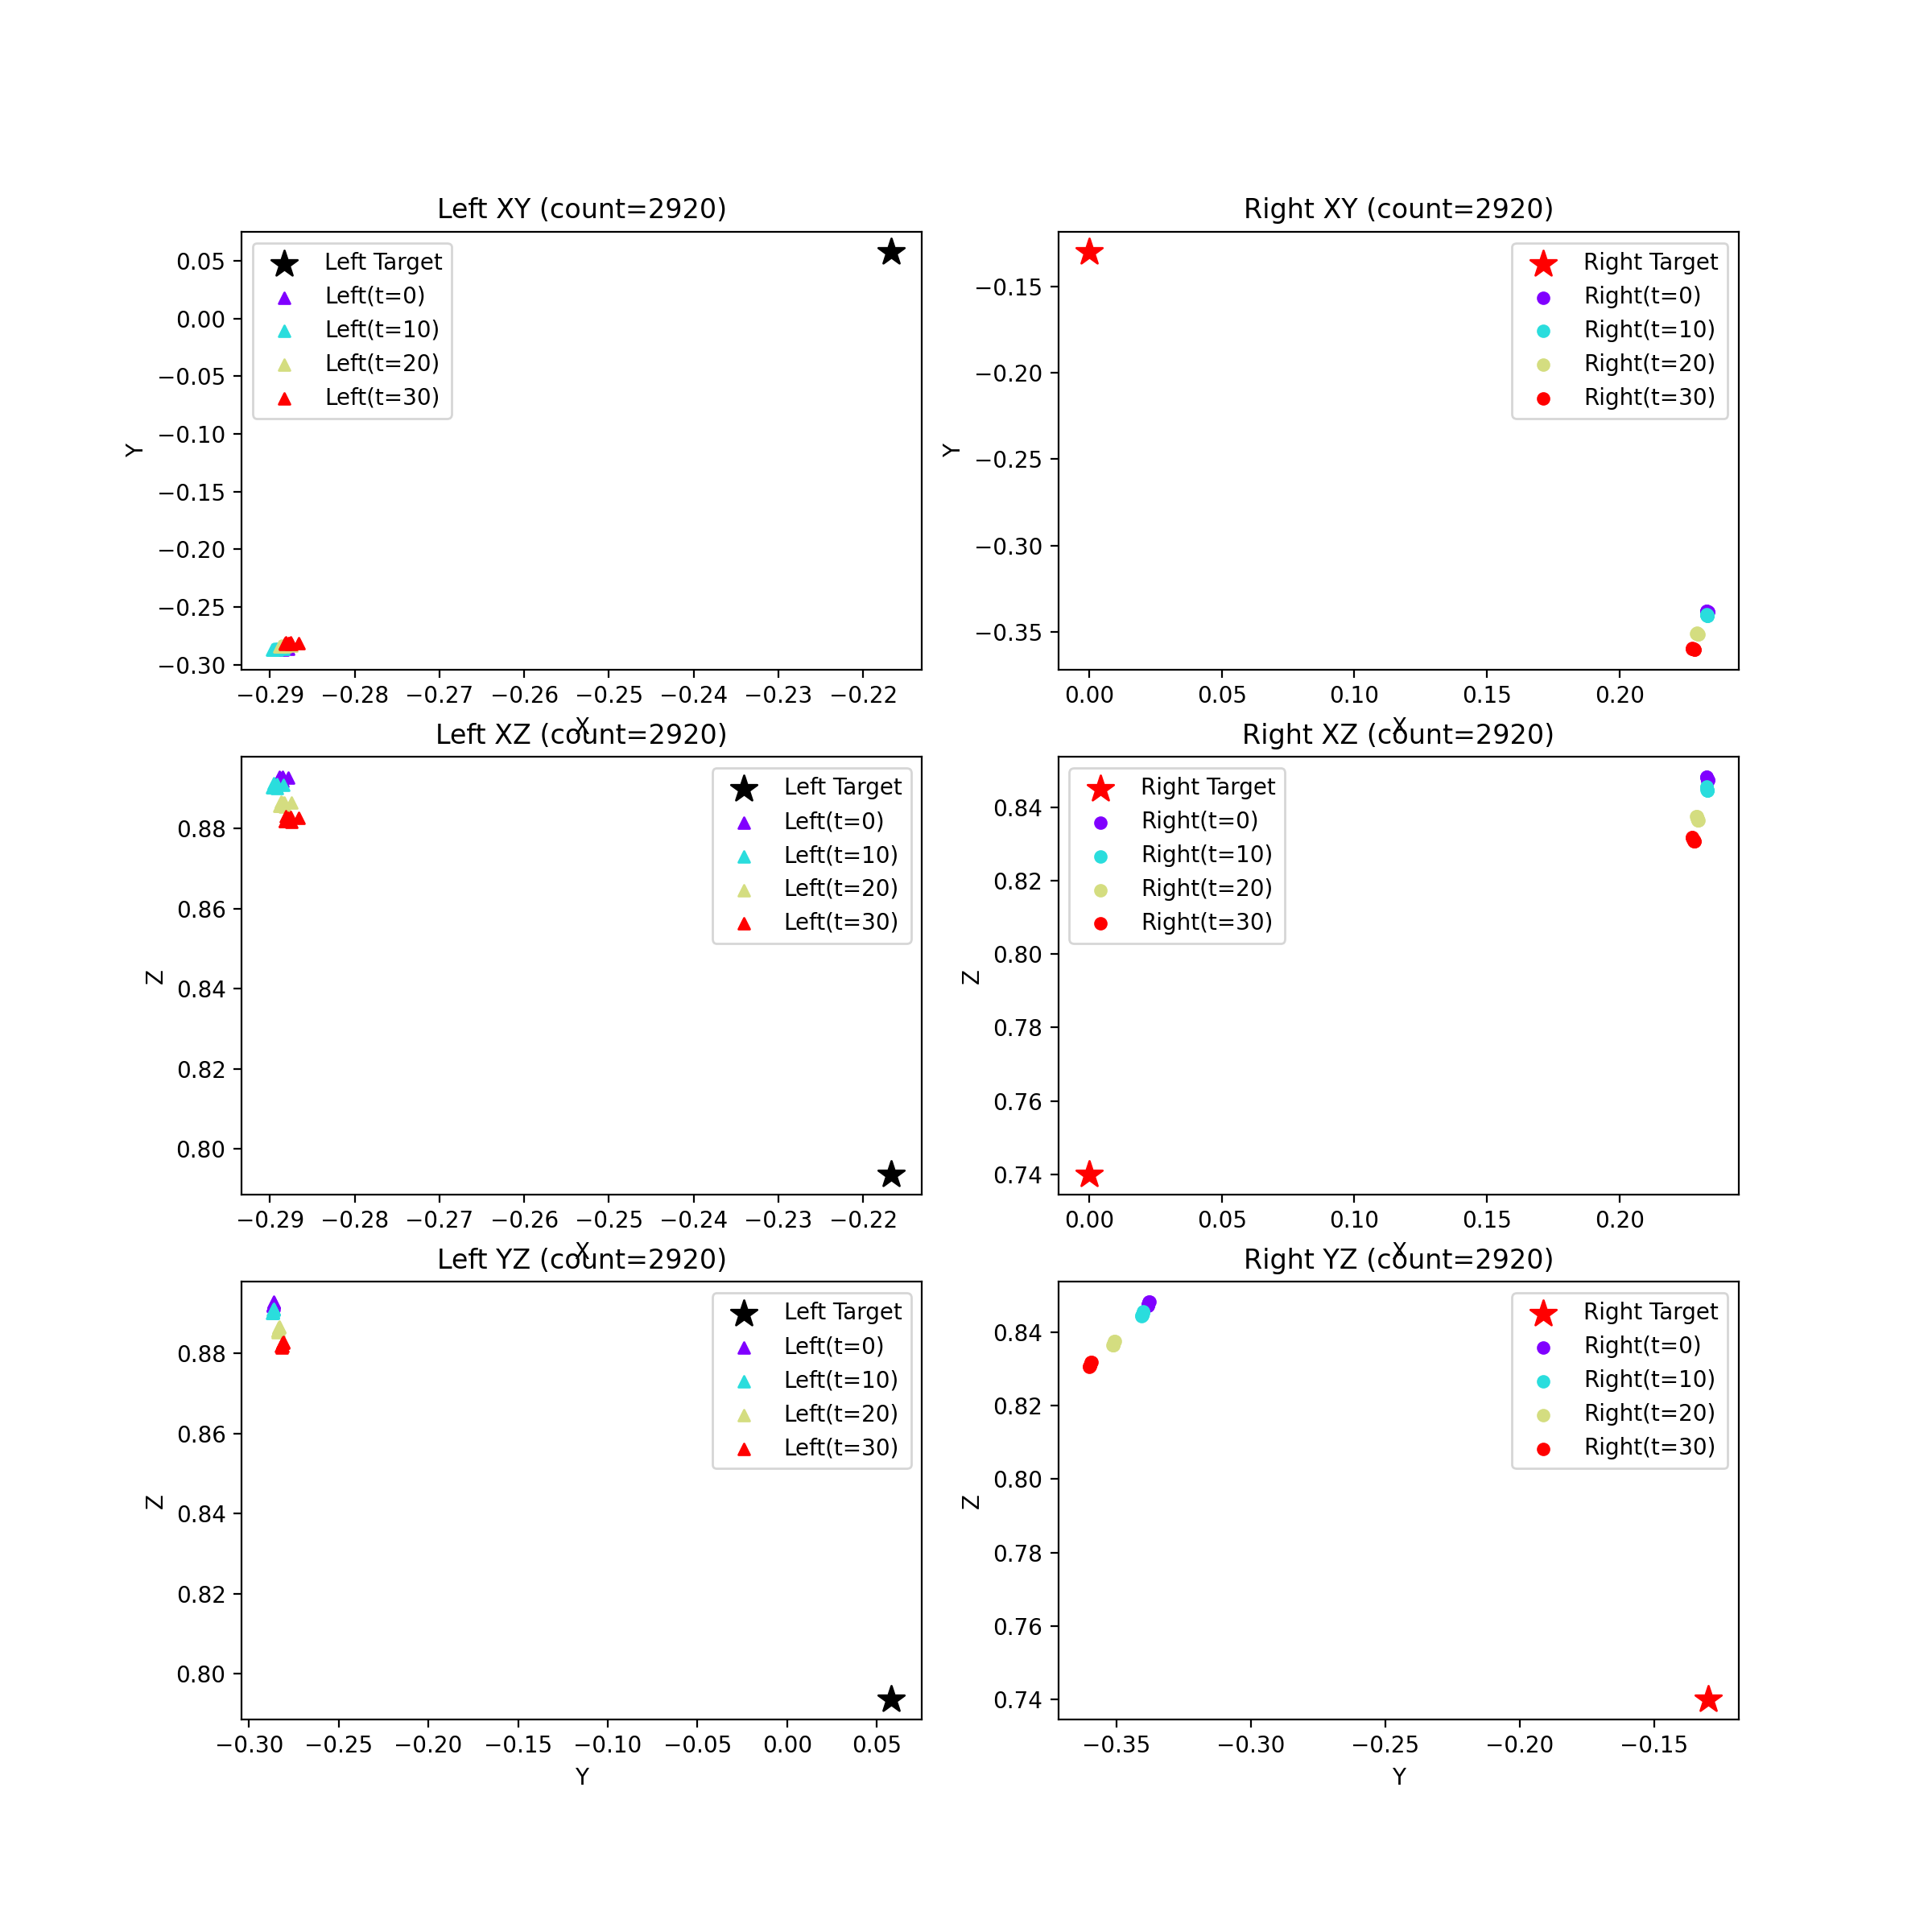 Left XY (count=2920)
0.05
0.00
−0.05
−0.10
−0.15
−0.20
−0.25
−0.30
Y
Left Target
Left(t=0)
Left(t=10)
Left(t=20)
Left(t=30)
−0.29
−0.28
−0.27
−0.26
−0.25
−0.24
−0.23
−0.22
X
Right XY (count=2920)
−0.15
−0.20
−0.25
−0.30
−0.35
Y
Right Target
Right(t=0)
Right(t=10)
Right(t=20)
Right(t=30)
0.00
0.05
0.10
0.15
0.20
X
Left XZ (count=2920)
0.88
0.86
0.84
0.82
0.80
Z
Left Target
Left(t=0)
Left(t=10)
Left(t=20)
Left(t=30)
−0.29
−0.28
−0.27
−0.26
−0.25
−0.24
−0.23
−0.22
X
Right XZ (count=2920)
0.84
0.82
0.80
0.78
0.76
0.74
Z
Right Target
Right(t=0)
Right(t=10)
Right(t=20)
Right(t=30)
0.00
0.05
0.10
0.15
0.20
X
Left YZ (count=2920)
0.88
0.86
0.84
0.82
0.80
Z
Left Target
Left(t=0)
Left(t=10)
Left(t=20)
Left(t=30)
−0.30
−0.25
−0.20
−0.15
−0.10
−0.05
0.00
0.05
Y
Right YZ (count=2920)
0.84
0.82
0.80
0.78
0.76
0.74
Z
Right Target
Right(t=0)
Right(t=10)
Right(t=20)
Right(t=30)
−0.35
−0.30
−0.25
−0.20
−0.15
Y